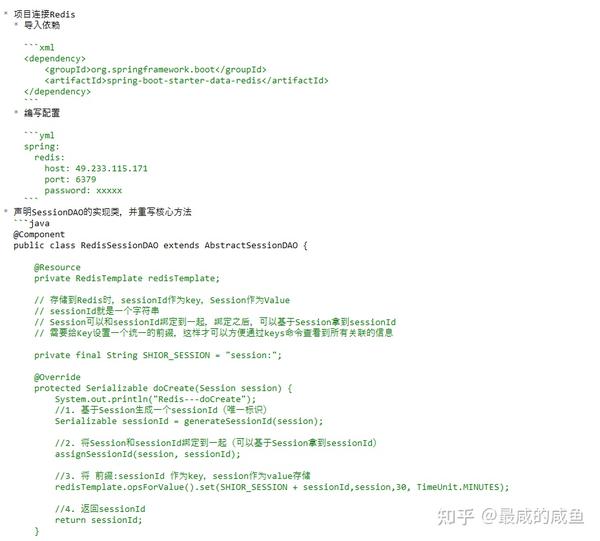 * 项目连接Redis
  * 导入依赖
    ```xml
    <dependency>
        <groupId>org.springframework.boot</groupId>
        <artifactId>spring-boot-starter-data-redis</artifactId>
    </dependency>
    ```
  * 编写配置
    ```yml
    spring:
      redis:
        host: 49.233.115.171
        port: 6379
        password: xxxxx
    ```
* 声明SessionDAO的实现类，并重写核心方法
  ```java
  @Component
  public class RedisSessionDAO extends AbstractSessionDAO {
      @Resource
      private RedisTemplate redisTemplate;
      // 存储到Redis时，sessionId作为key，Session作为Value
      // sessionId就是一个字符串
      // Session可以和sessionId绑定到一起，绑定之后，可以基于Session拿到sessionId
      // 需要给Key设置一个统一的前缀，这样才可以方便通过keys命令查看到所有关联的信息
      private final String SHIOR_SESSION = "session:";
      @Override
      protected Serializable doCreate(Session session) {
          System.out.println("Redis---doCreate");
          //1. 基于Session生成一个sessionId（唯一标识）
          Serializable sessionId = generateSessionId(session);
          //2. 将Session和sessionId绑定到一起（可以基于Session拿到sessionId）
          assignSessionId(session, sessionId);
          //3. 将 前缀:sessionId 作为key，session作为value存储
          redisTemplate.opsForValue().set(SHIOR_SESSION + sessionId,session,30, TimeUnit.MINUTES);
          //4. 返回sessionId
          return sessionId;
      }
知乎 @最咸的咸鱼